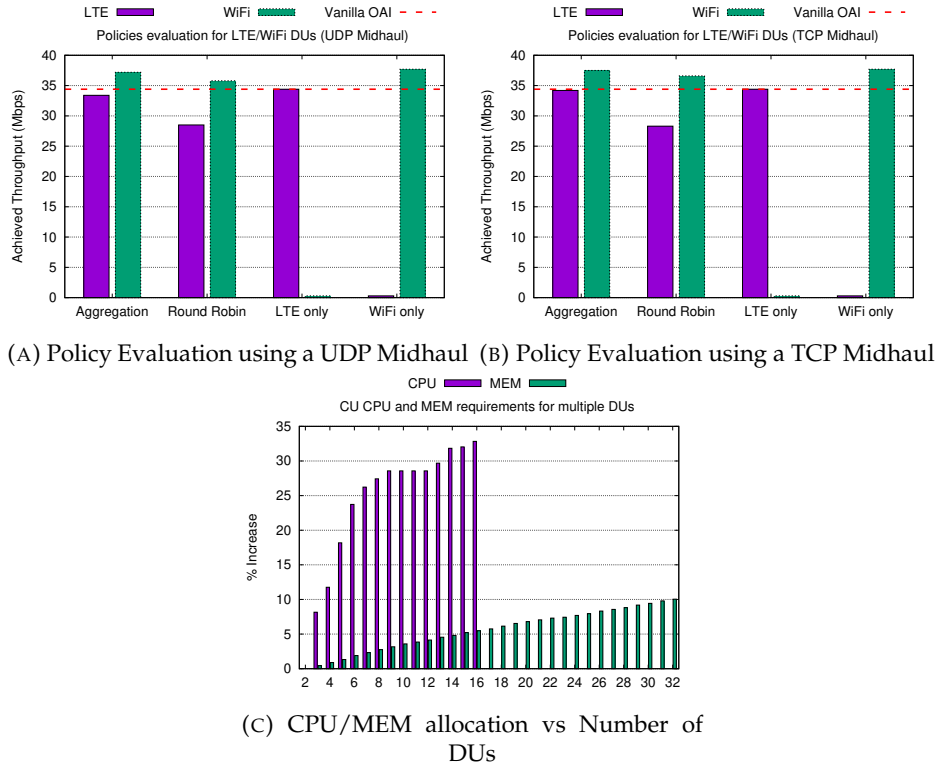 LTE WiFi Vanilla OAI
Policies evaluation for LTE/WiFi DUs (UDP Midhaul)
Achieved Throughput (Mbps)
40
35
30
25
20
15
10
5
0
Aggregation Round Robin LTE only WiFi only
(A) Policy Evaluation using a UDP Midhaul
LTE WiFi Vanilla OAI
Policies evaluation for LTE/WiFi DUs (TCP Midhaul)
Achieved Throughput (Mbps)
40
35
30
25
20
15
10
5
0
Aggregation Round Robin LTE only WiFi only
(B) Policy Evaluation using a TCP Midhaul
CPU MEM
CU CPU and MEM requirements for multiple DUs
% Increase
35
30
25
20
15
10
5
0
2 4 6 8 10 12 14 16 18 20 22 24 26 28 30 32
(C) CPU/MEM allocation vs Number of
DUs